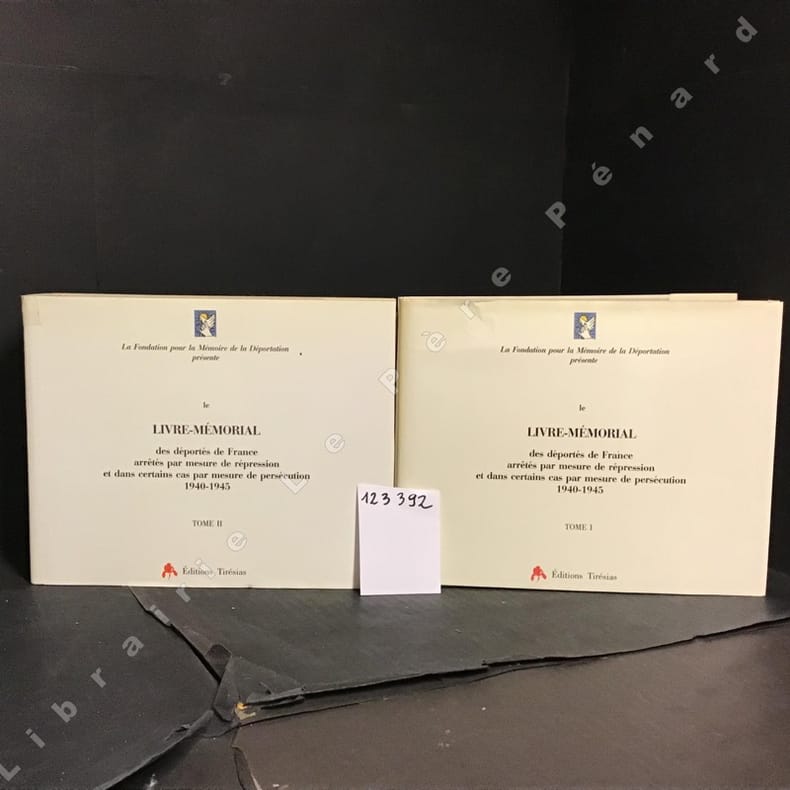 La Fondation pour la Mémoire de la Déportation
présente
le
LIVRE-MÉMORIAL
des déportés de France
arrêtés par mesure de répression
et dans certains cas par mesure de persécution
1940-1945
TOME II
Éditions Tirésias
La Fondation pour la Mémoire de la Déportation
présente
le
LIVRE-MÉMORIAL
des déportés de France
arrêtés par mesure de répression
et dans certains cas par mesure de persécution
1940-1945
TOME I
Éditions Tirésias
123 392
Librairie Le Père Pénard